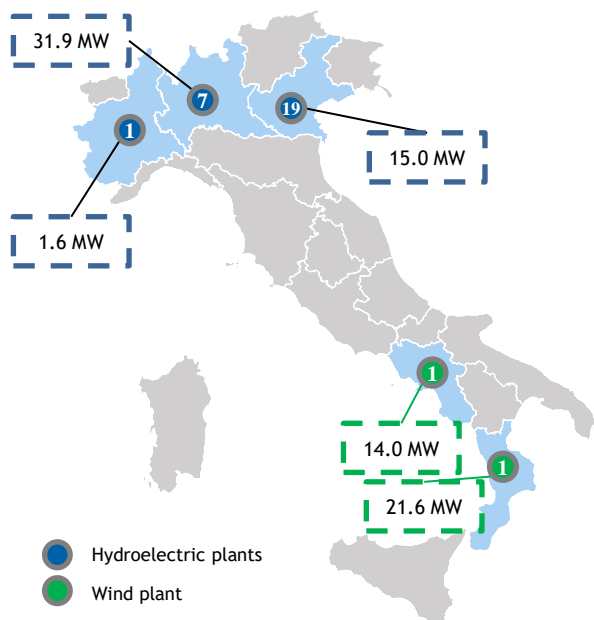 31.9 MW
7
19
1
15.0 MW
1.6 MW
1
14.0 MW
1
21.6 MW
Hydroelectric plants
Wind plant